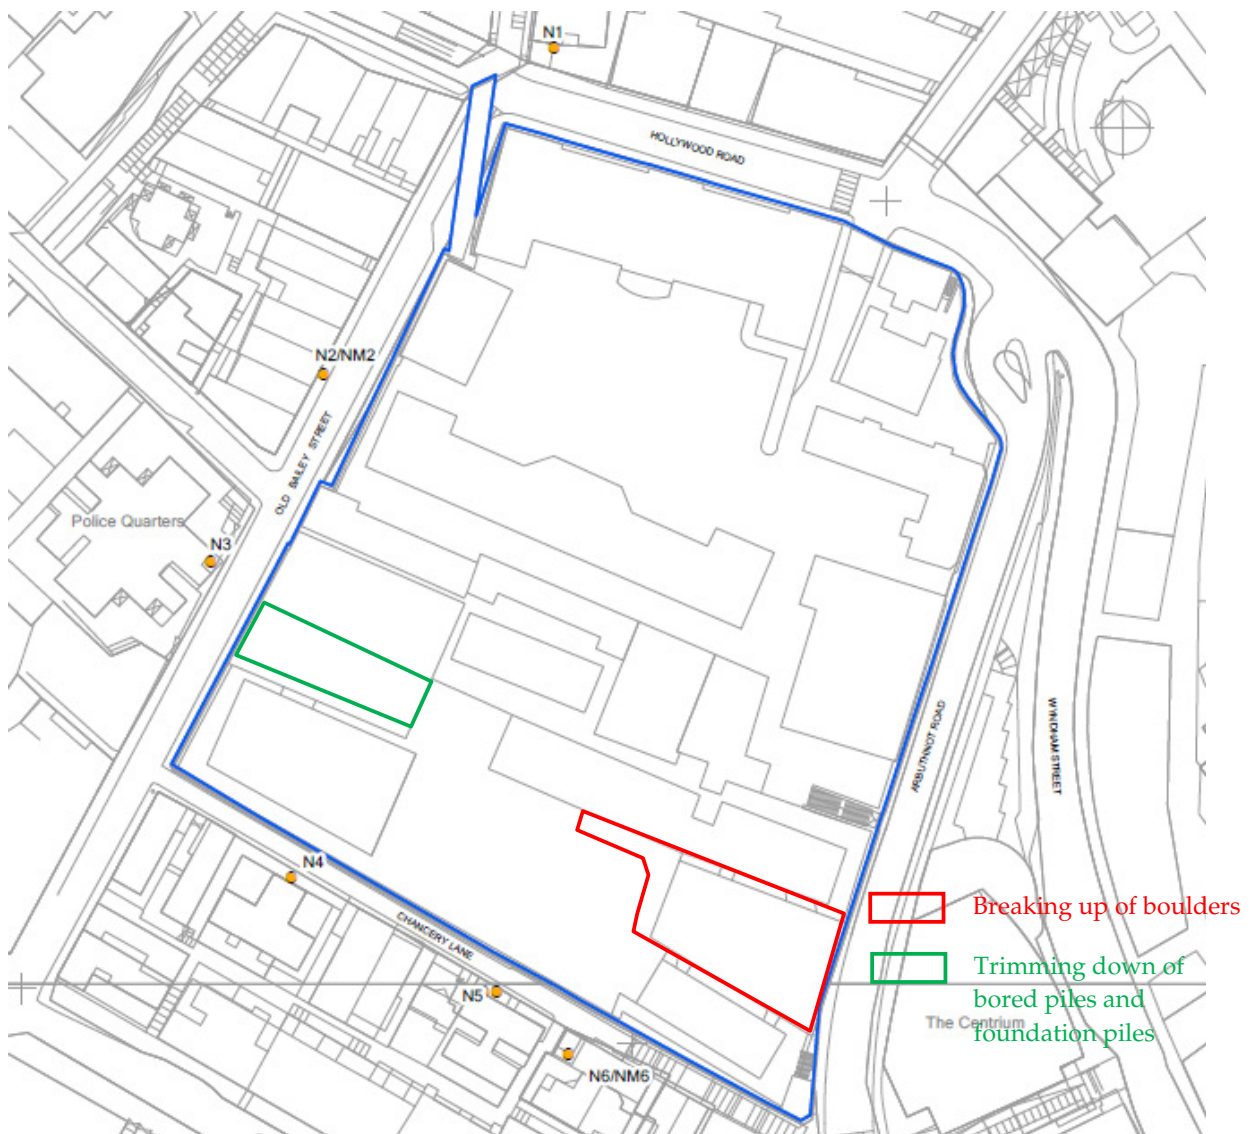 N1
HOLLYWOOD ROAD
N2/NM2
OLD BAILEY STREET
Police Quarters
N3
ARBUTHNOT ROAD
WYNDHAM STREET
N4
CHANCERY LANE
N5
N6/NM6
Breaking up of boulders
Trimming down of
bored piles and
foundation piles
The Centrium